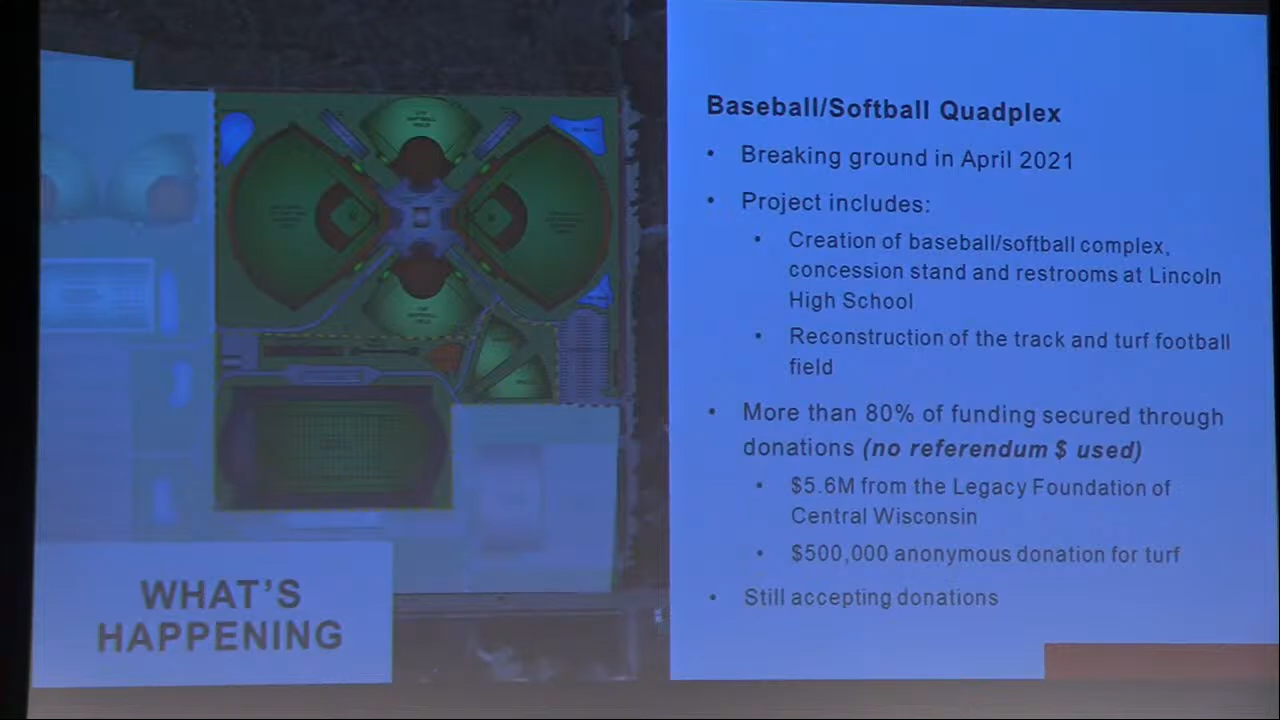 Baseball/Softball Quadplex
• Breaking ground in April 2021
• Project includes:
• Creation of baseball/softball complex,
concession stand and restrooms at Lincoln
High School
• Reconstruction of the track and turf football
field
• More than 80% of funding secured through
donations (no referendum $ used)
• $5.6M from the Legacy Foundation of
Central Wisconsin
• $500,000 anonymous donation for turf
• Still accepting donations
WHAT'S
HAPPENING